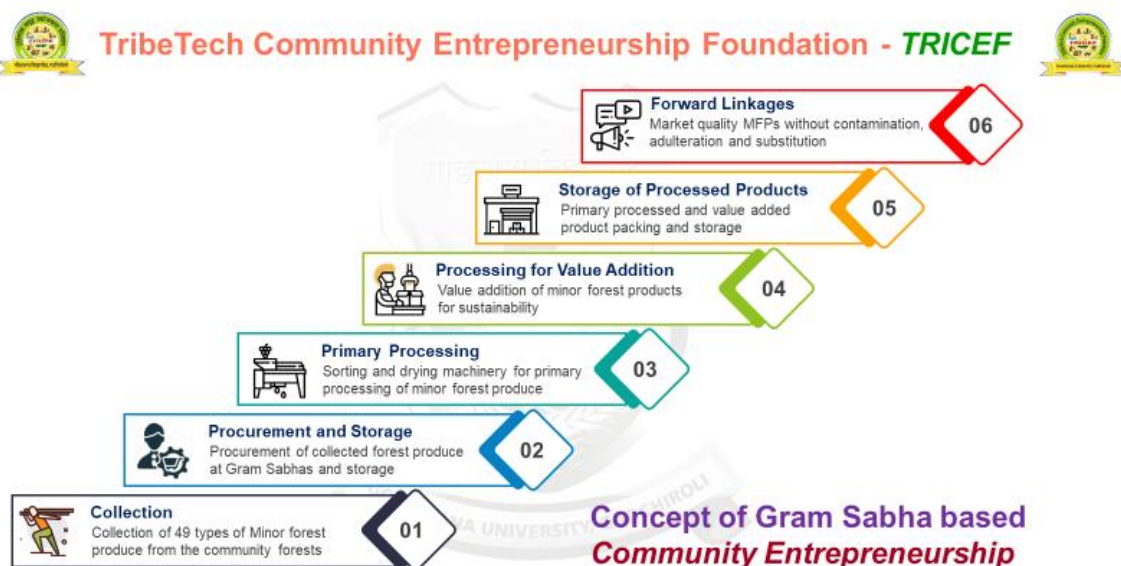 TribeTech Community Entrepreneurship Foundation - TRICEF
Forward Linkages
Market quality MFPs without contamination,
adulteration and substitution
06
Storage of Processed Products
Primary processed and value added
product packing and storage
05
Processing for Value Addition
Value addition of minor forest products
for sustainability
04
Primary Processing
Sorting and drying machinery for primary
processing of minor forest produce
03
Procurement and Storage
Procurement of collected forest produce
at Gram Sabhas and storage
02
Collection
Collection of 49 types of Minor forest
produce from the community forests
01
UNIVERSITY
Concept of Gram Sabha based
Community Entrepreneurship